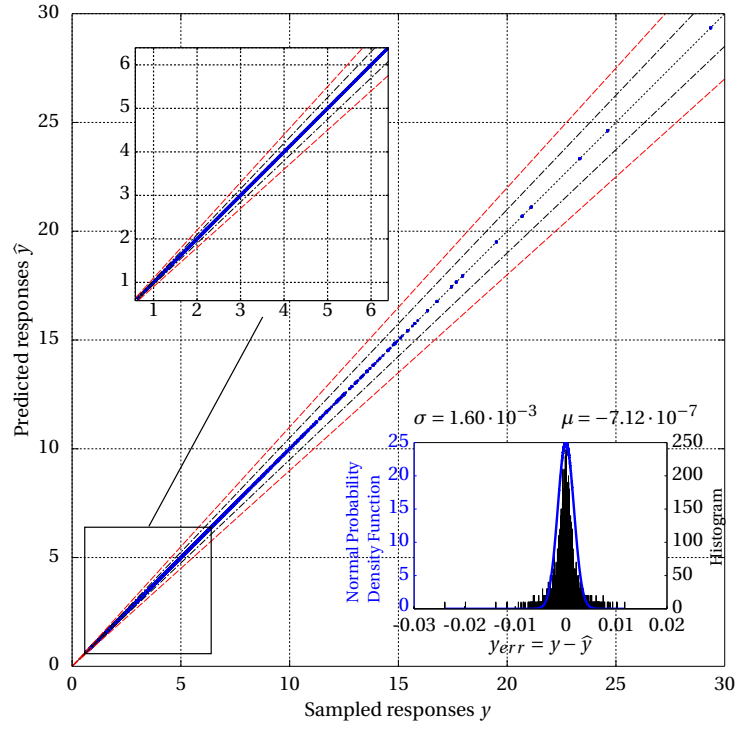 30
25
20
15
10
5
0
Predicted responses ŷ
6
5
4
3
2
1
1 2 3 4 5 6
σ = 1.60 · 10⁻³ μ = −7.12 · 10⁻⁷
Normal Probability
Density Function
25
20
15
10
5
0
250
200
150
100
50
0
Histogram
-0.03 -0.02 -0.01 0 0.01 0.02
y_err = y − ŷ
0 5 10 15 20 25 30
Sampled responses y